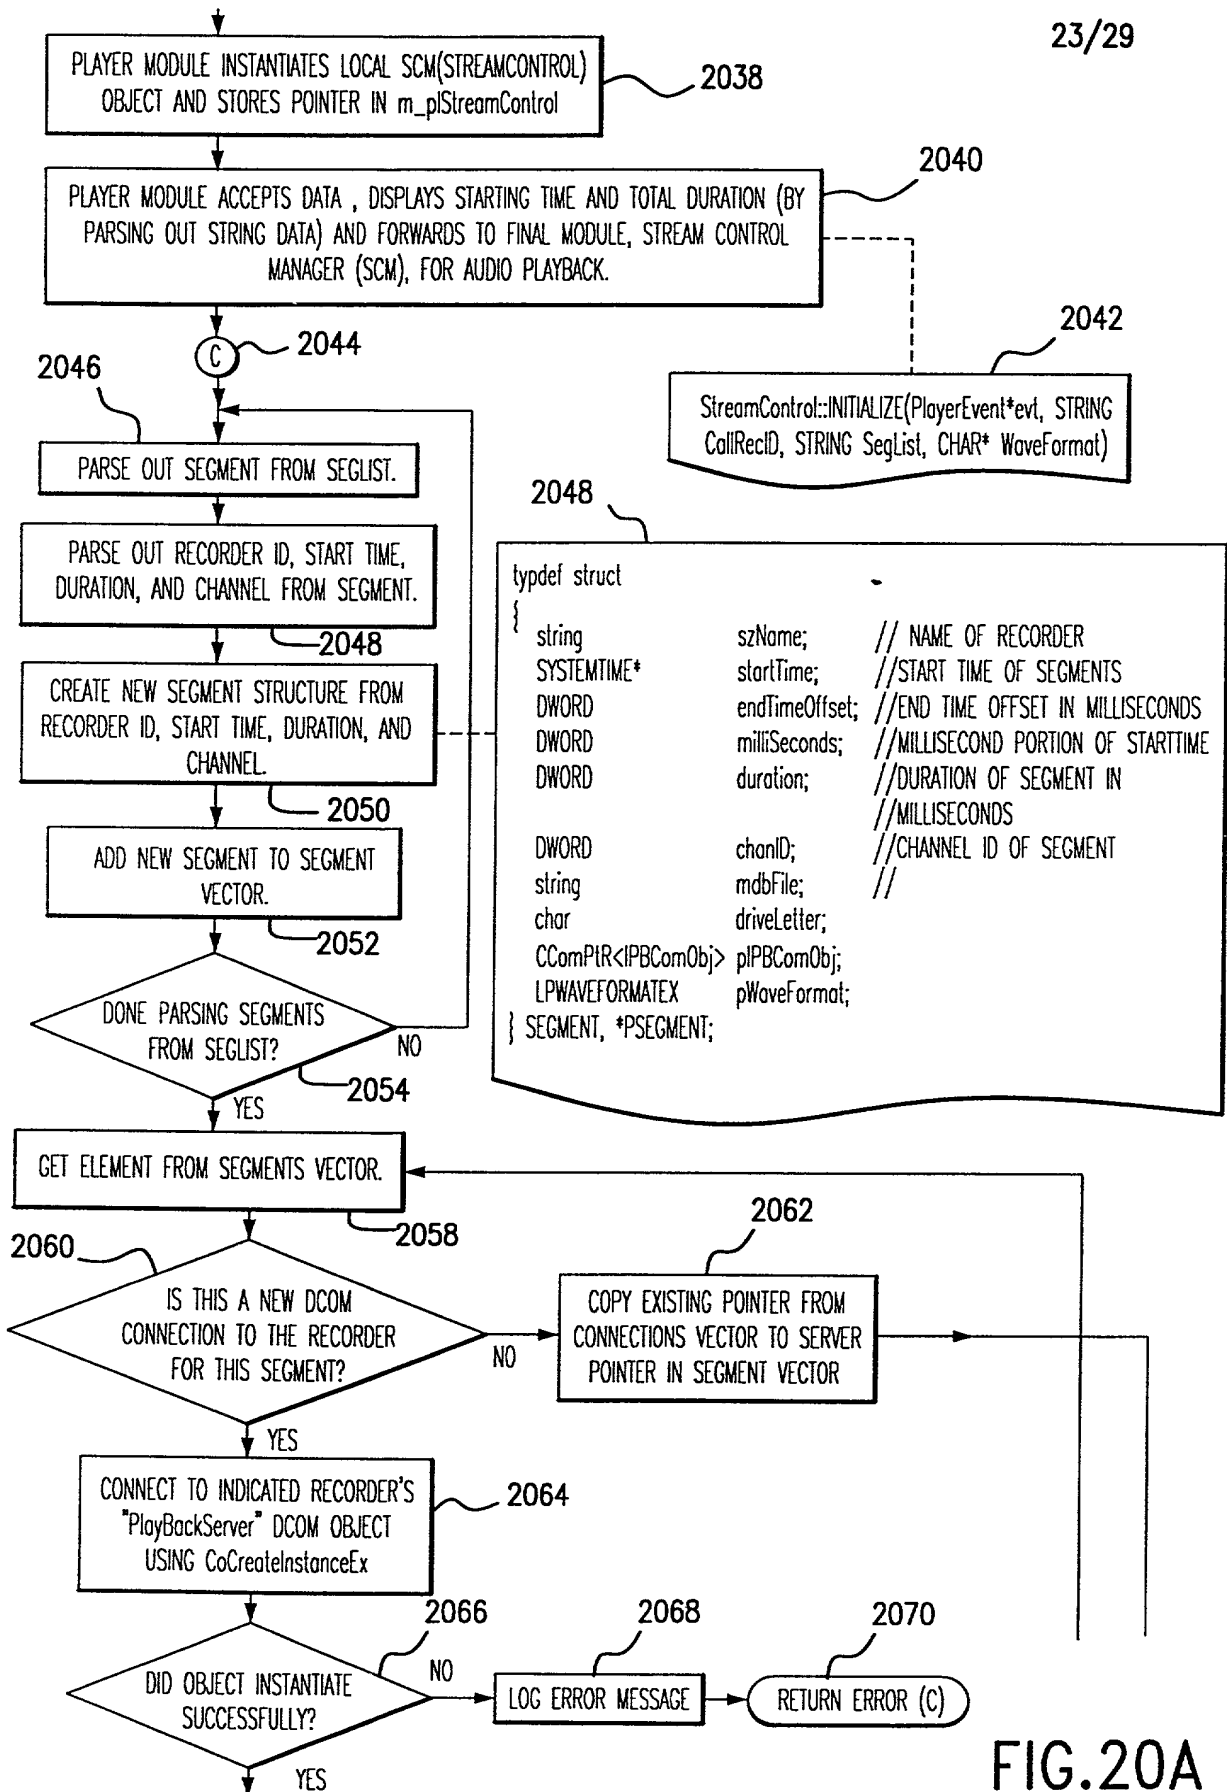 23/29
PLAYER MODULE INSTANTIATES LOCAL SCM(STREAMCONTROL)
OBJECT AND STORES POINTER IN m_plStreamControl
2038
2040
PLAYER MODULE ACCEPTS DATA , DISPLAYS STARTING TIME AND TOTAL DURATION (BY
PARSING OUT STRING DATA) AND FORWARDS TO FINAL MODULE, STREAM CONTROL
MANAGER (SCM), FOR AUDIO PLAYBACK.
2042
StreamControl::INITIALIZE(PlayerEvent*evt, STRING
CallRecID, STRING SegList, CHAR* WaveFormat)
C
2044
2046
PARSE OUT SEGMENT FROM SEGLIST.
PARSE OUT RECORDER ID, START TIME,
DURATION, AND CHANNEL FROM SEGMENT.
2048
CREATE NEW SEGMENT STRUCTURE FROM
RECORDER ID, START TIME, DURATION, AND
CHANNEL.
2050
2048
typdef struct
{
string szName; // NAME OF RECORDER
SYSTEMTIME* startTime; //START TIME OF SEGMENTS
DWORD endTimeOffset; //END TIME OFFSET IN MILLISECONDS
DWORD milliSeconds; //MILLISECOND PORTION OF STARTTIME
DWORD duration; //DURATION OF SEGMENT IN
//MILLISECONDS
DWORD chanID; //CHANNEL ID OF SEGMENT
string mdbFile; //
char driveLetter;
CComPtR<IPBComObj> pIPBComObj;
LPWAVEFORMATEX pWaveFormat;
} SEGMENT, *PSEGMENT;
ADD NEW SEGMENT TO SEGMENT
VECTOR.
2052
DONE PARSING SEGMENTS
FROM SEGLIST?
NO
2054
YES
GET ELEMENT FROM SEGMENTS VECTOR.
2058
2060
IS THIS A NEW DCOM
CONNECTION TO THE RECORDER
FOR THIS SEGMENT?
NO
2062
COPY EXISTING POINTER FROM
CONNECTIONS VECTOR TO SERVER
POINTER IN SEGMENT VECTOR
YES
CONNECT TO INDICATED RECORDER'S
"PlayBackServer" DCOM OBJECT
USING CoCreateInstanceEx
2064
2066
DID OBJECT INSTANTIATE
SUCCESSFULLY?
NO
2068
LOG ERROR MESSAGE
2070
RETURN ERROR (C)
YES
FIG.20A